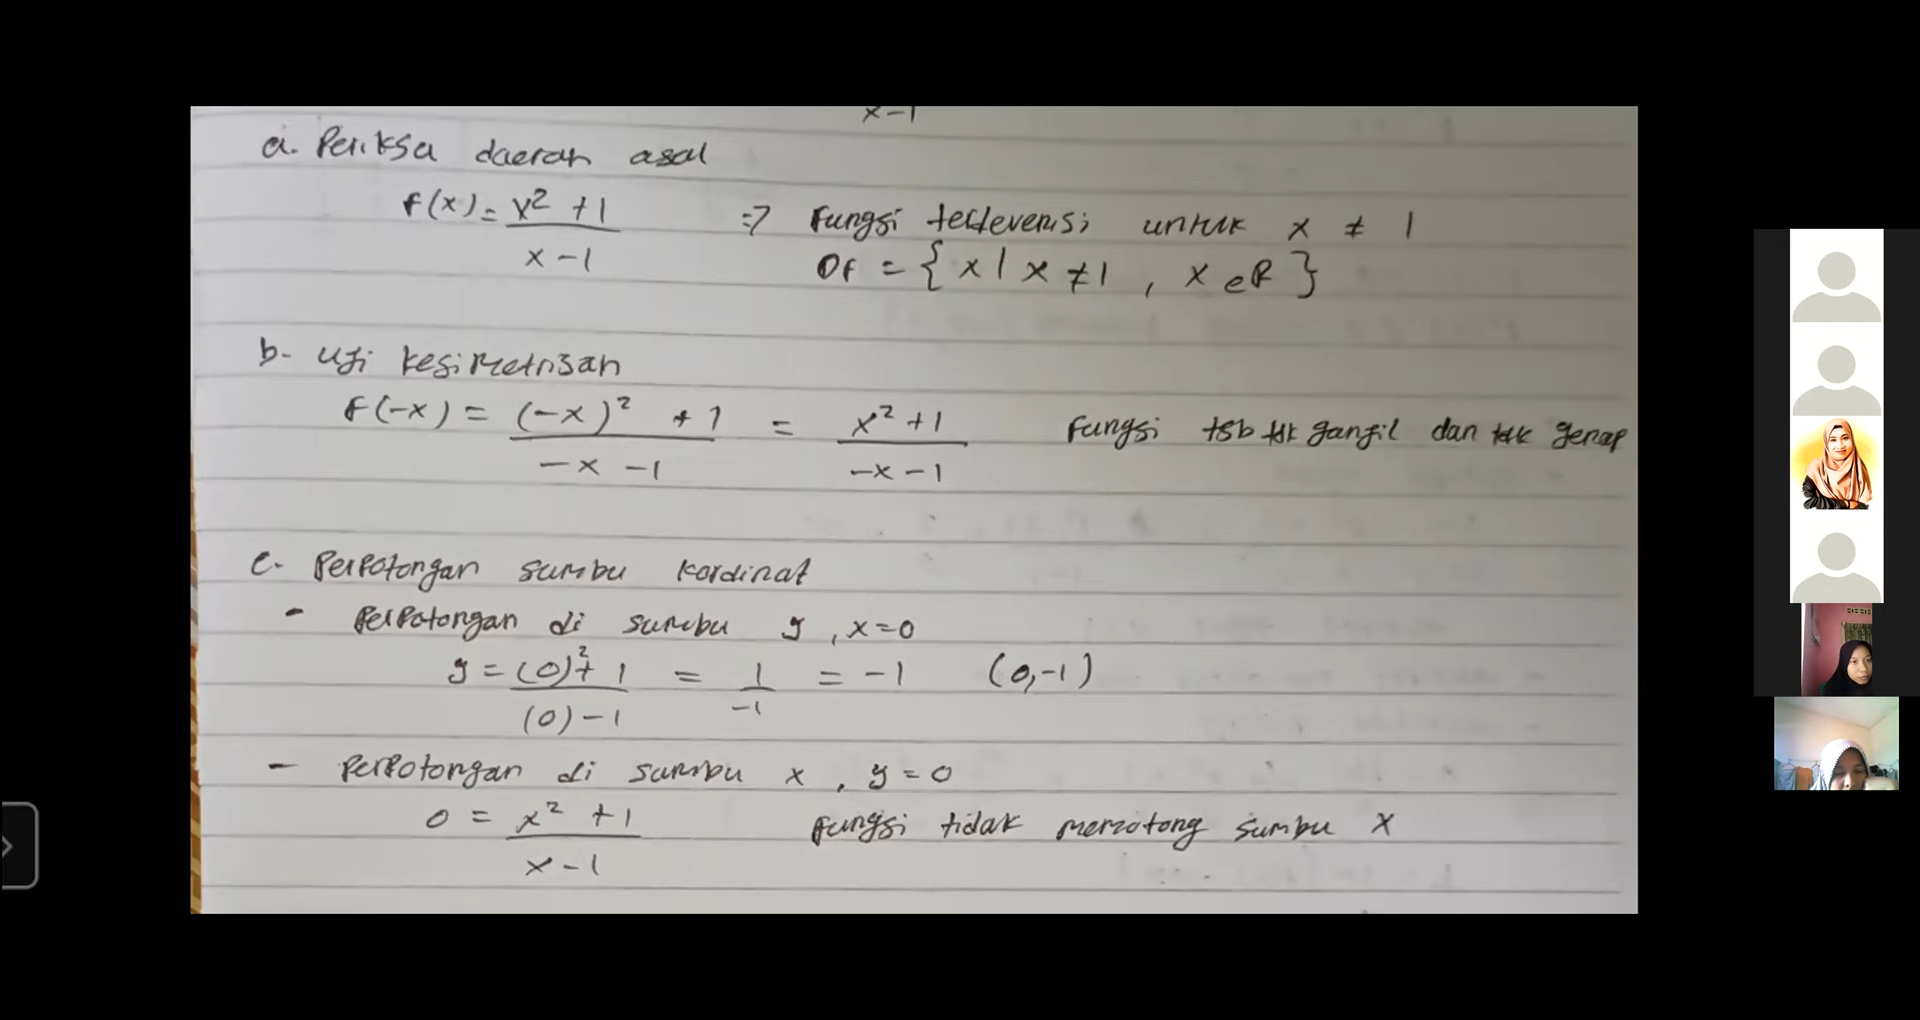 x-1
a. Periksa daerah asal
f(x) = x² + 1 / x - 1 => Fungsi terdevenisi untuk x ≠ 1
Df = { x | x ≠ 1 , x ∈ R }
b. Uji kesimetrisan
f(-x) = (-x)² + 1 / -x - 1 = x² + 1 / -x - 1 Fungsi tsb tdk ganjil dan tdk genap
c. Perpotongan sumbu kordinat
- Perpotongan di sumbu y , x = 0
y = (0)² + 1 / (0) - 1 = 1 / -1 = -1 (0,-1)
- Perpotongan di sumbu x , y = 0
0 = x² + 1 / x - 1 Fungsi tidak memotong sumbu x